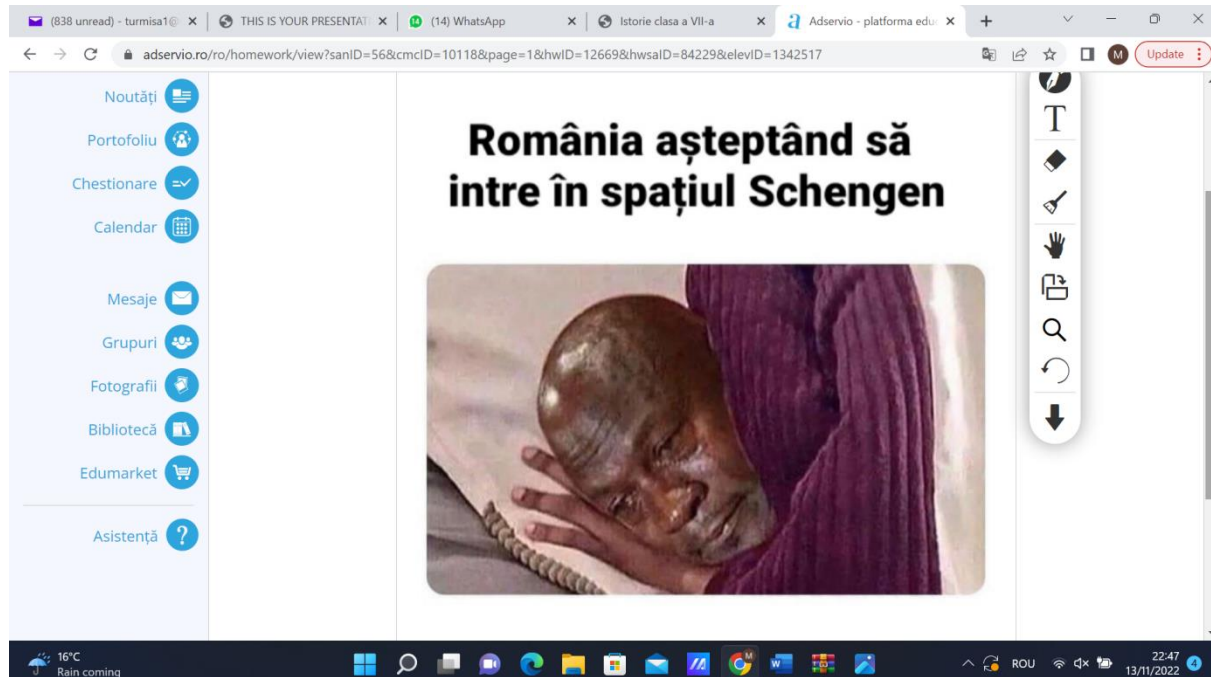 (838 unread) - turmisa1@
THIS IS YOUR PRESENTAT
(14) WhatsApp
Istorie clasa a VII-a
Adservio - platforma edu
adservio.ro/ro/homework/view?sanID=56&cmcID=10118&page=1&hwID=12669&hwsaID=84229&elevID=1342517
M
Update
Noutăți
Portofoliu
Chestionare
Calendar
Mesaje
Grupuri
Fotografii
Bibliotecă
Edumarket
Asistență
?
România așteptând să
intre în spațiul Schengen
T
16°C
Rain coming
ROU
22:47
13/11/2022
4